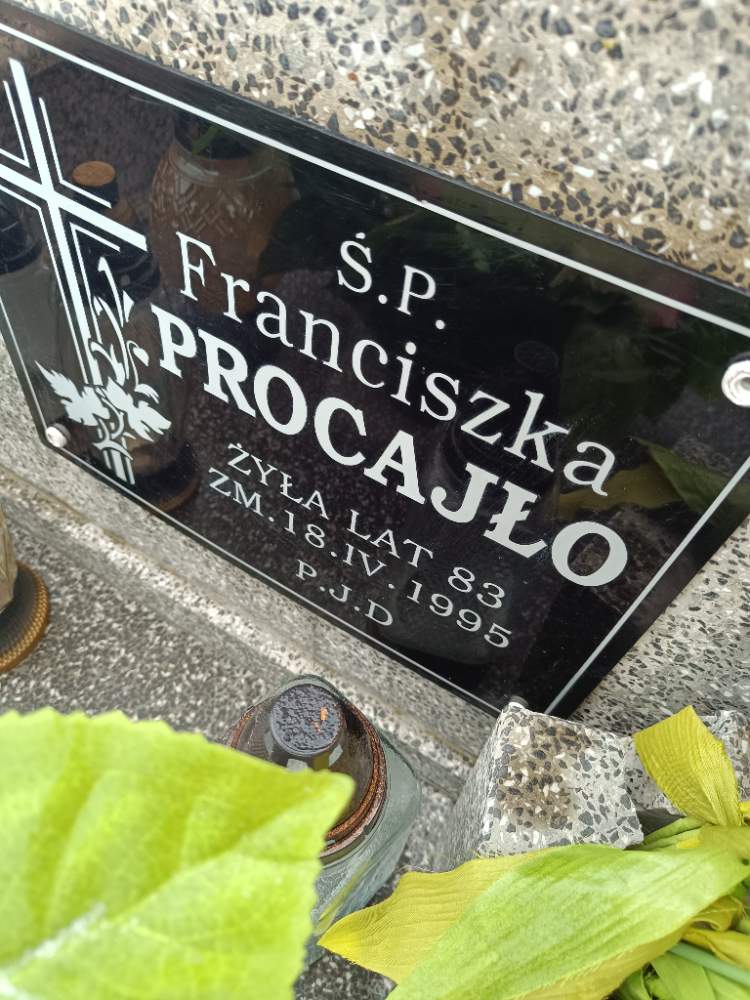 Ś.P.
Franciszka
PROCAJŁO
ŻYŁA LAT 83
ZM.18.IV.1995
P.J.D